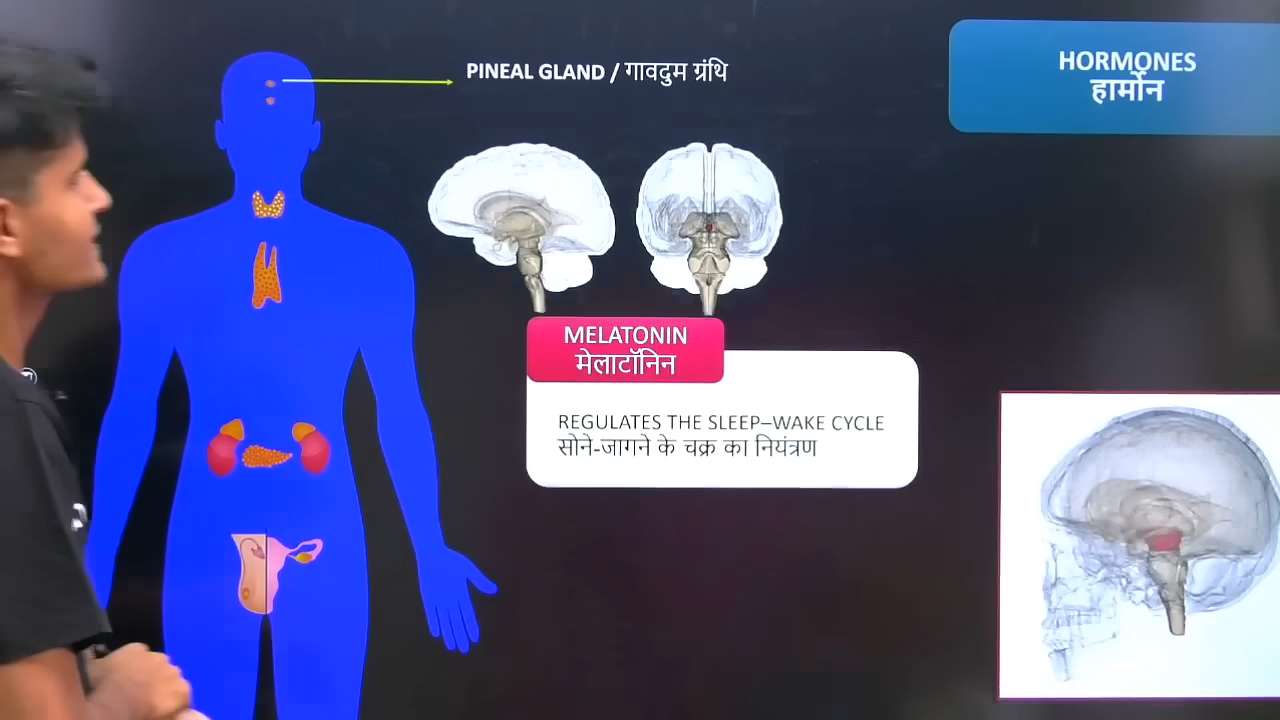 PINEAL GLAND / गावदुम ग्रंथि
HORMONES
हार्मोन
MELATONIN
मेलाटॉनिन
REGULATES THE SLEEP–WAKE CYCLE
सोने-जागने के चक्र का नियंत्रण